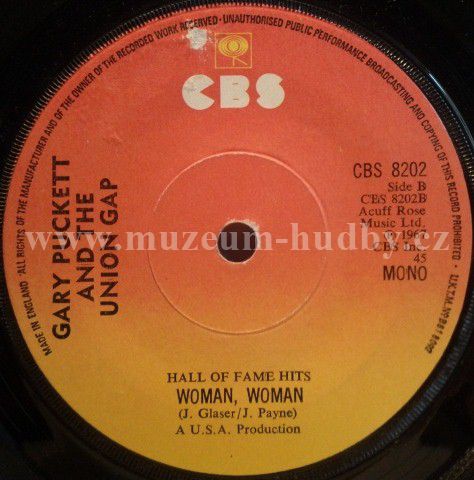 ALL RIGHTS OF THE MANUFACTURER AND OF THE OWNER OF THE RECORDED WORK RESERVED · UNAUTHORISED PUBLIC PERFORMANCE BROADCASTING AND COPYING OF THIS RECORD PROHIBITED
CBS
GARY PUCKETT
AND THE
UNION GAP
CBS 8202
Side B
CBS 8202B
Acuff Rose
Music Ltd.
CBS Inc.
45
MONO
www.muzeum-hudby.cz
HALL OF FAME HITS
WOMAN, WOMAN
(J. Glaser/J. Payne)
A U.S.A. Production
MADE IN ENGLAND